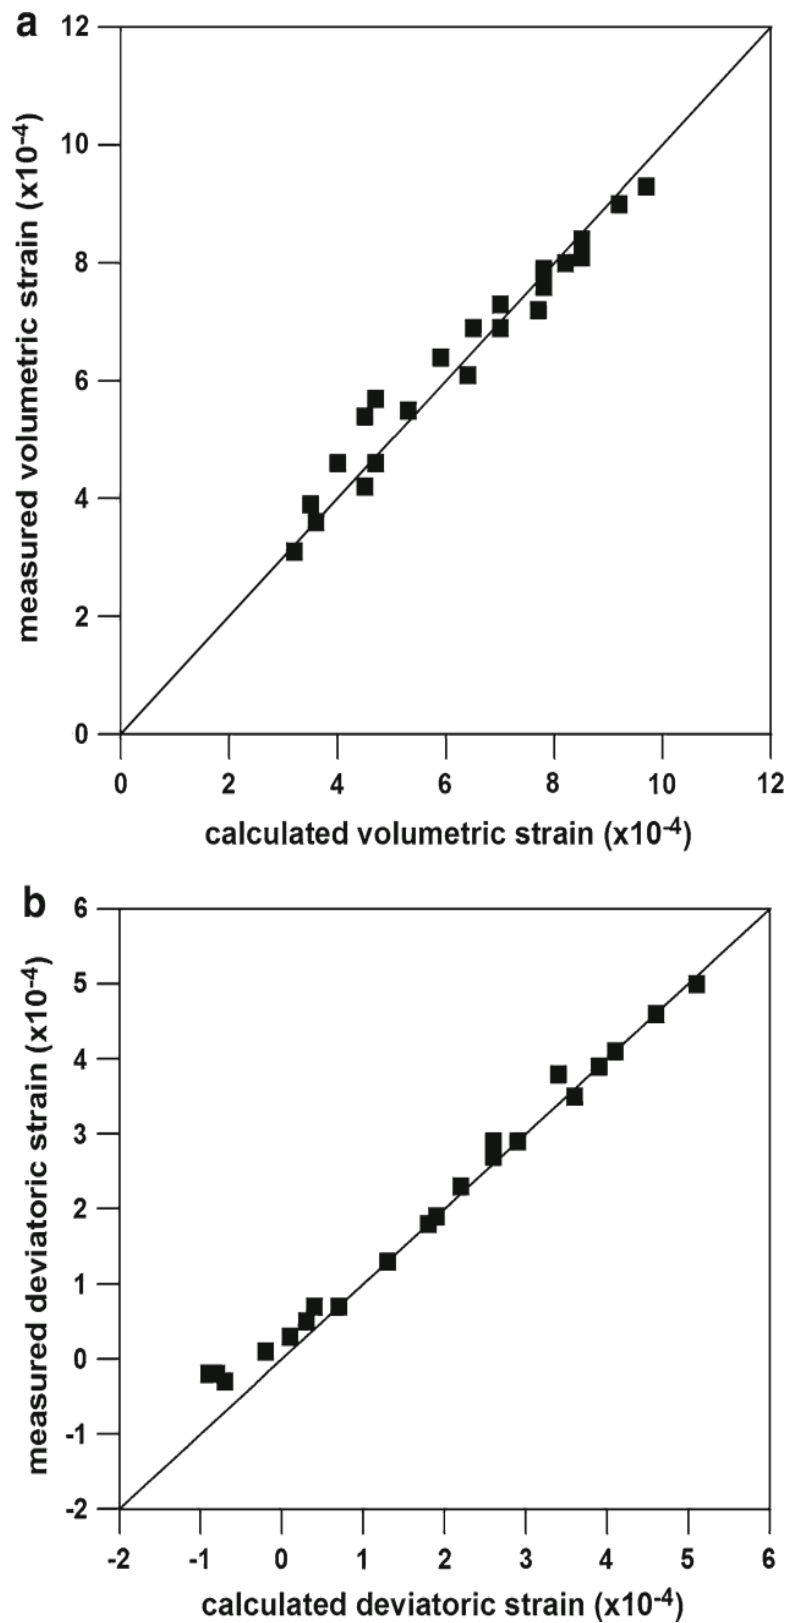 a
12
10
8
6
4
2
0
measured volumetric strain (x10-4)
0 2 4 6 8 10 12
calculated volumetric strain (x10-4)
b
6
5
4
3
2
1
0
-1
-2
measured deviatoric strain (x10-4)
-2 -1 0 1 2 3 4 5 6
calculated deviatoric strain (x10-4)